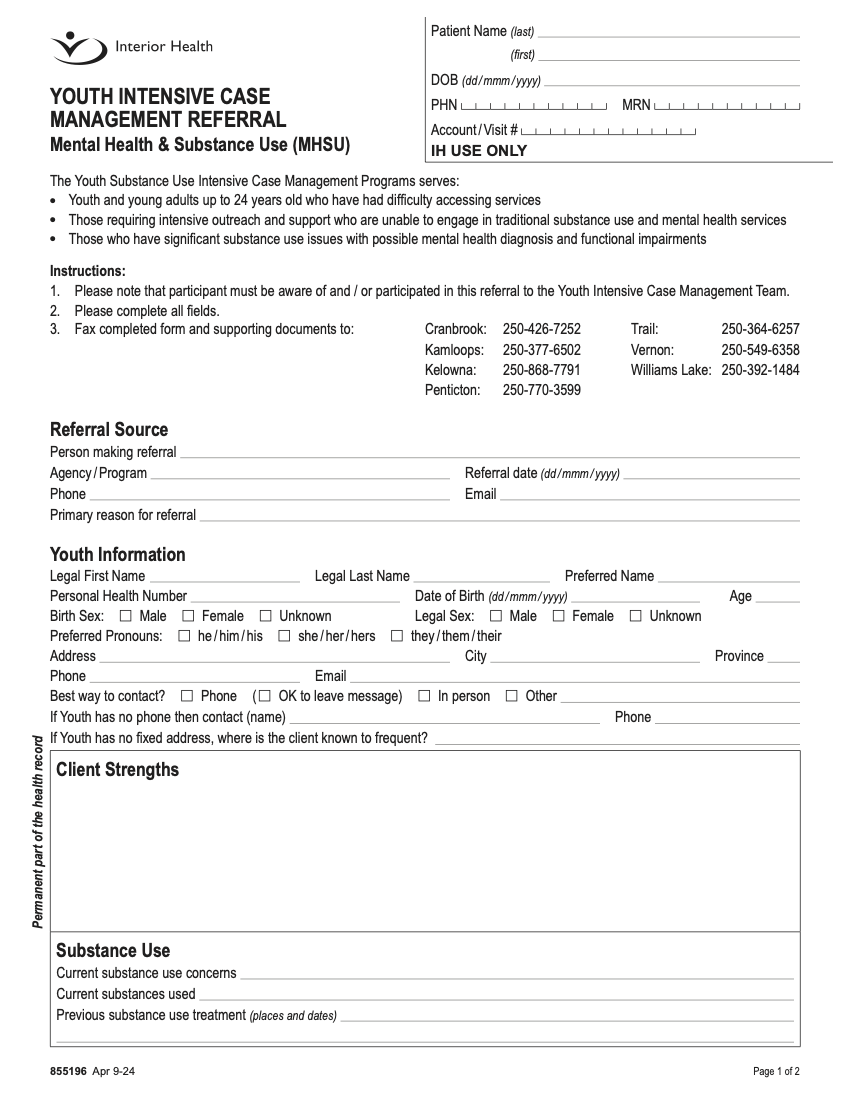 Interior Health
YOUTH INTENSIVE CASE
MANAGEMENT REFERRAL
Mental Health & Substance Use (MHSU)
Patient Name (last)
(first)
DOB (dd/mmm/yyyy)
PHN MRN
Account/Visit #
IH USE ONLY
The Youth Substance Use Intensive Case Management Programs serves:
• Youth and young adults up to 24 years old who have had difficulty accessing services
• Those requiring intensive outreach and support who are unable to engage in traditional substance use and mental health services
• Those who have significant substance use issues with possible mental health diagnosis and functional impairments
Instructions:
1. Please note that participant must be aware of and / or participated in this referral to the Youth Intensive Case Management Team.
2. Please complete all fields.
3. Fax completed form and supporting documents to: Cranbrook: 250-426-7252 Trail: 250-364-6257
Kamloops: 250-377-6502 Vernon: 250-549-6358
Kelowna: 250-868-7791 Williams Lake: 250-392-1484
Penticton: 250-770-3599
Referral Source
Person making referral
Agency/Program Referral date (dd/mmm/yyyy)
Phone Email
Primary reason for referral
Youth Information
Legal First Name Legal Last Name Preferred Name
Personal Health Number Date of Birth (dd/mmm/yyyy) Age
Birth Sex: ☐ Male ☐ Female ☐ Unknown Legal Sex: ☐ Male ☐ Female ☐ Unknown
Preferred Pronouns: ☐ he/him/his ☐ she/her/hers ☐ they/them/their
Address City Province
Phone Email
Best way to contact? ☐ Phone (☐ OK to leave message) ☐ In person ☐ Other
If Youth has no phone then contact (name) Phone
If Youth has no fixed address, where is the client known to frequent?
Client Strengths
Substance Use
Current substance use concerns
Current substances used
Previous substance use treatment (places and dates)
Permanent part of the health record
855196 Apr 9-24 Page 1 of 2